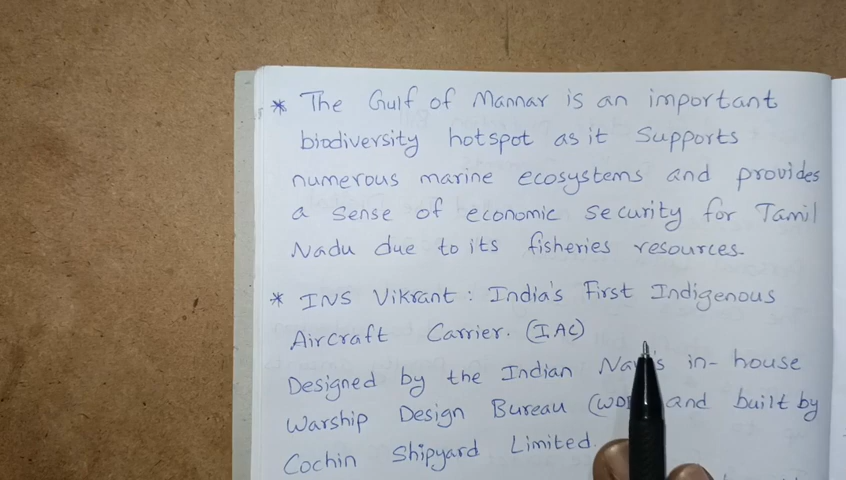 * The Gulf of Mannar is an important
biodiversity hotspot as it supports
numerous marine ecosystems and provides
a sense of economic security for Tamil
Nadu due to its fisheries resources.
* INS Vikrant : India's First Indigenous
Aircraft Carrier. (IAC)
Designed by the Indian in-house
Warship Design Bureau and built by
Cochin Shipyard Limited.